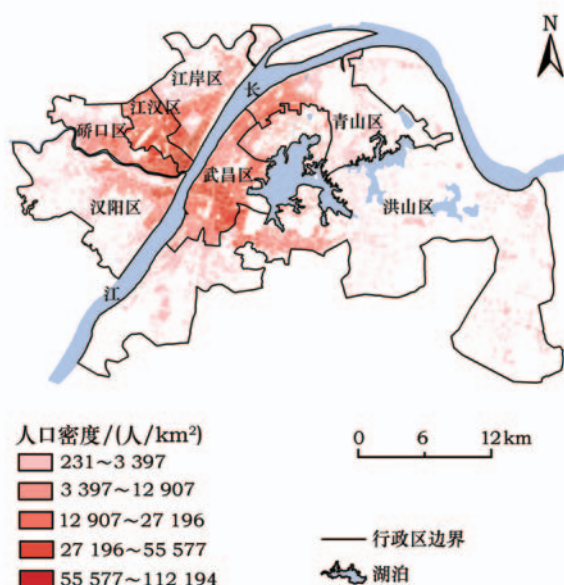 N
江岸区
长
江汉区
青山区
硚口区
武昌区
汉阳区
洪山区
江
人口密度/(人/km²)
231~3 397
3 397~12 907
12 907~27 196
27 196~55 577
55 577~112 194
0 6 12 km
行政区边界
湖泊